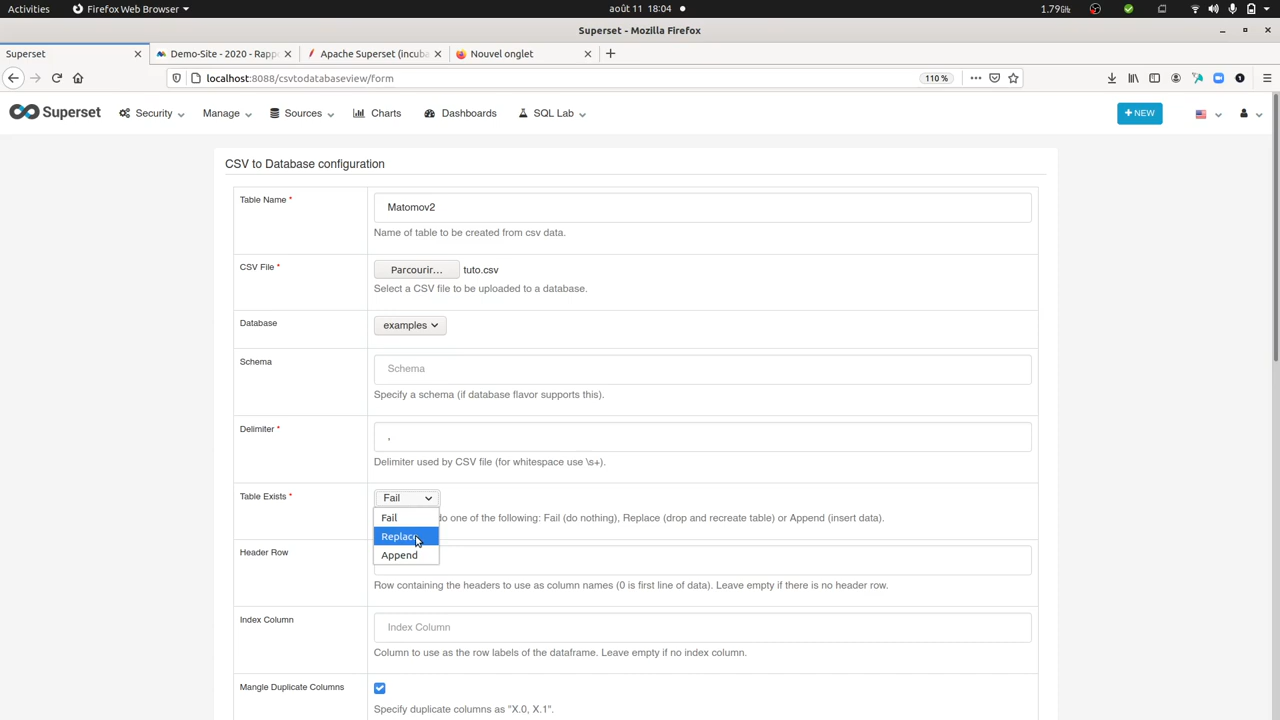 Activities Firefox Web Browser août 11 18:04 1.79GiB
Superset - Mozilla Firefox
Superset Demo-Site - 2020 - Rapp Apache Superset (incuba Nouvel onglet
localhost:8088/csvtodatabaseview/form 110 %
Superset Security Manage Sources Charts Dashboards SQL Lab + NEW
CSV to Database configuration
Table Name *
Matomov2
Name of table to be created from csv data.
CSV File *
Parcourir... tuto.csv
Select a CSV file to be uploaded to a database.
Database
examples
Schema
Schema
Specify a schema (if database flavor supports this).
Delimiter *
,
Delimiter used by CSV file (for whitespace use \s+).
Table Exists *
Fail
Fail
do one of the following: Fail (do nothing), Replace (drop and recreate table) or Append (insert data).
Replace
Append
Header Row
Row containing the headers to use as column names (0 is first line of data). Leave empty if there is no header row.
Index Column
Index Column
Column to use as the row labels of the dataframe. Leave empty if no index column.
Mangle Duplicate Columns
Specify duplicate columns as "X.0, X.1".